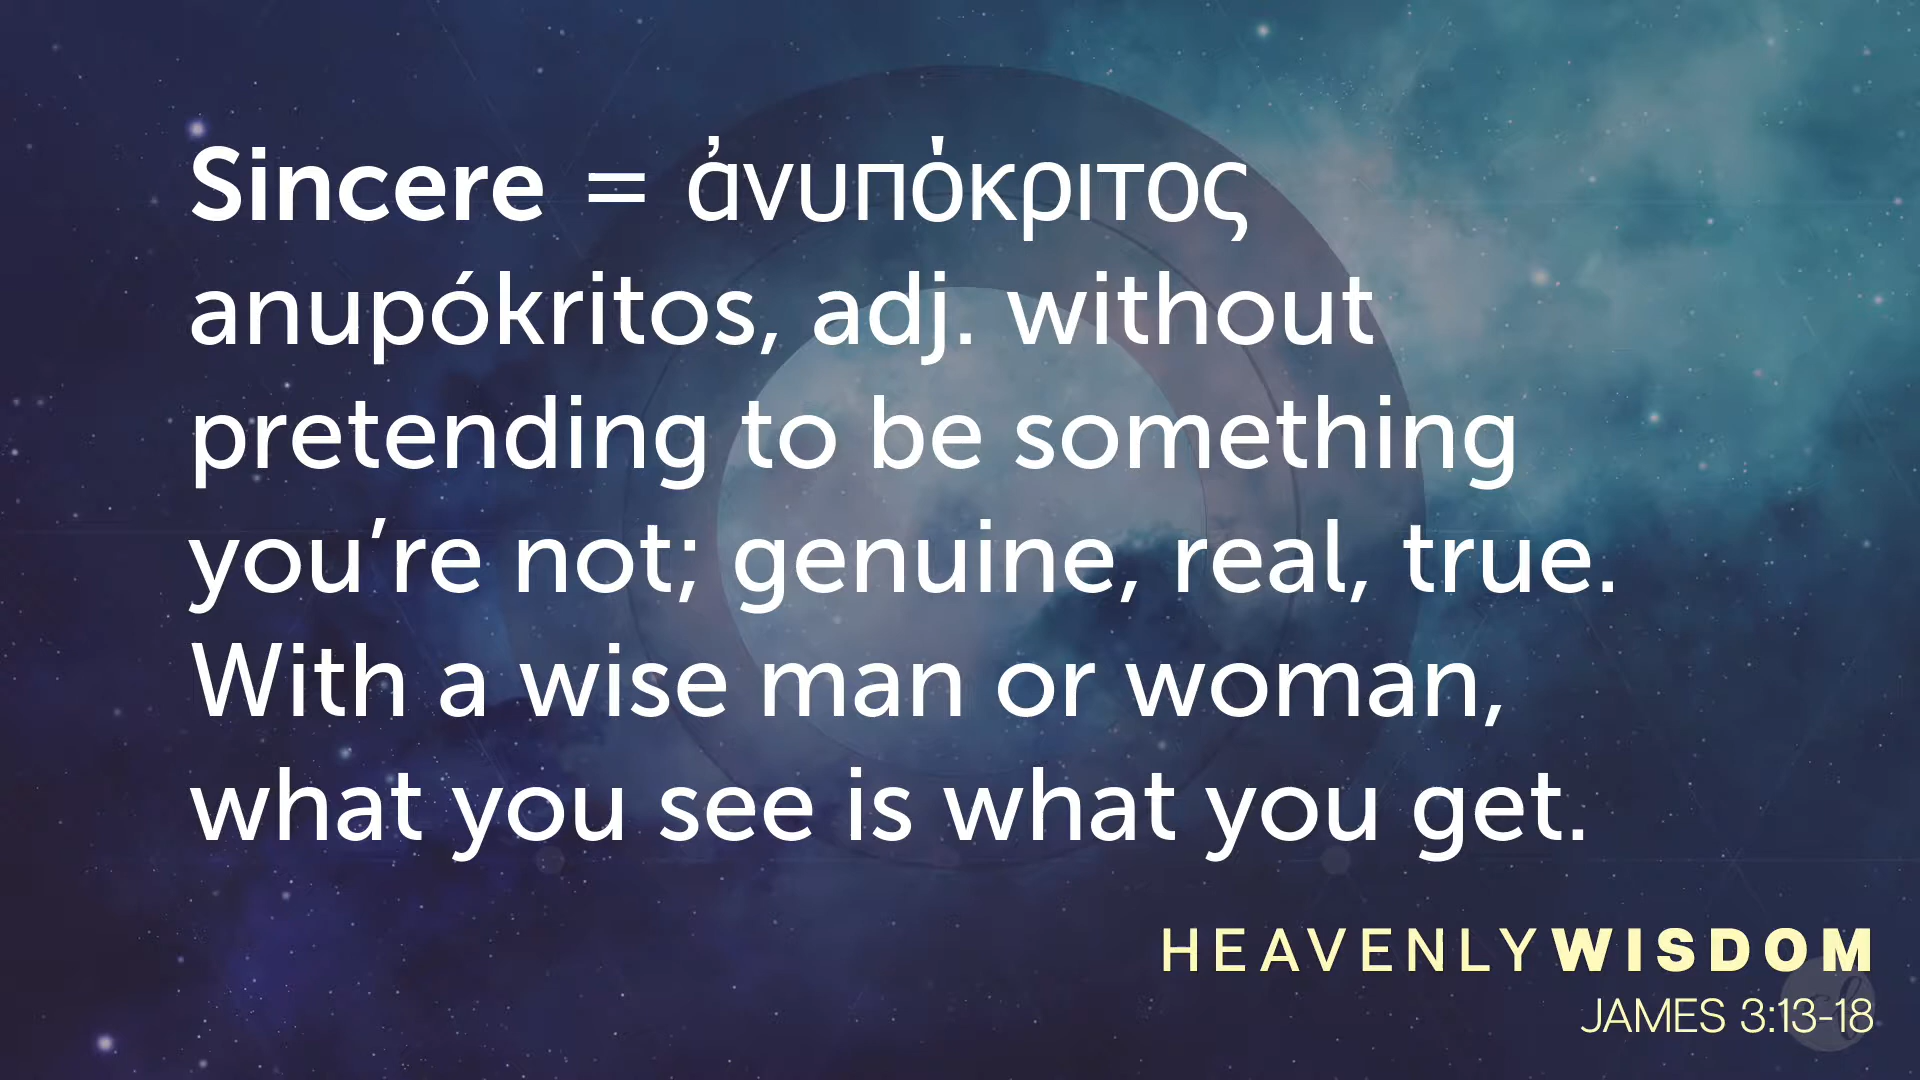 Sincere = ἀνυπόκριτος
anupókritos, adj. without
pretending to be something
you’re not; genuine, real, true.
With a wise man or woman,
what you see is what you get.
HEAVENLYWISDOM
JAMES 3:13-18